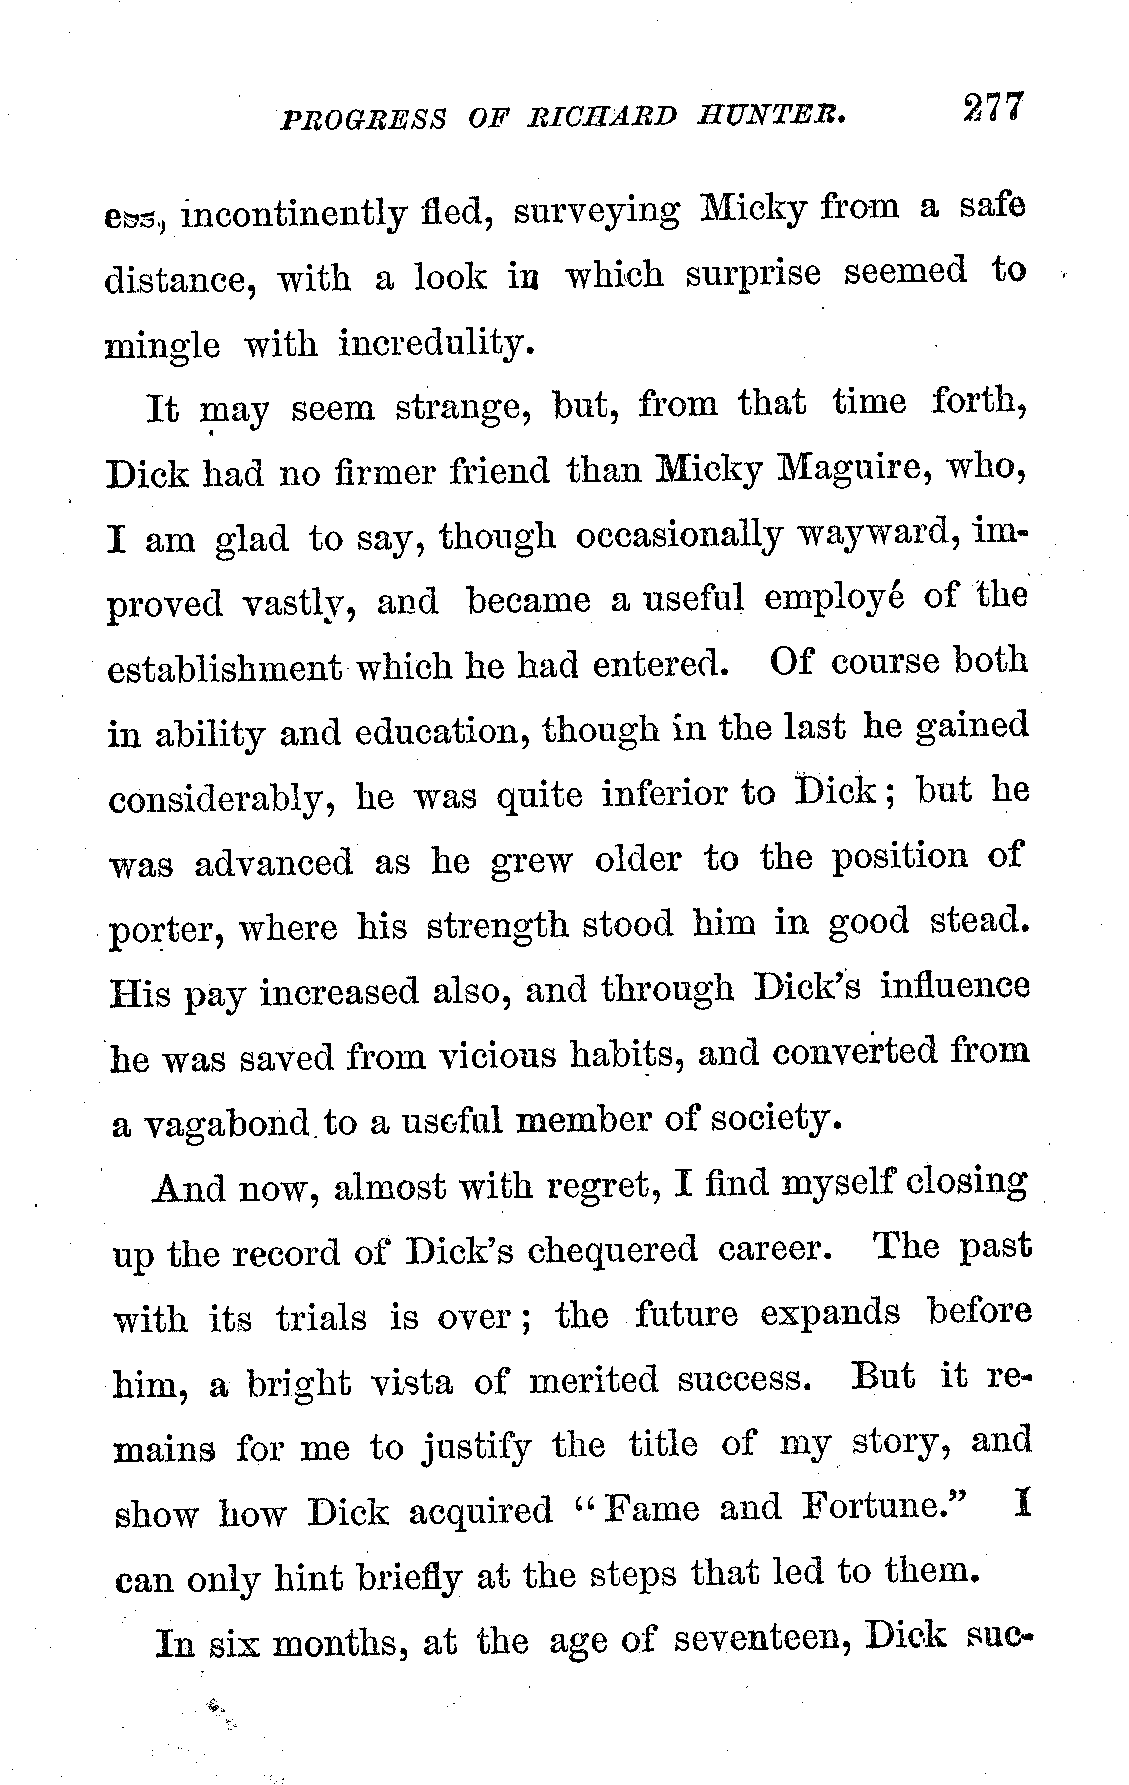 PROGRESS OF RICHARD HUNTER. 277
ess, incontinently fled, surveying Micky from a safe
distance, with a look in which surprise seemed to
mingle with incredulity.
It may seem strange, but, from that time forth,
Dick had no firmer friend than Micky Maguire, who,
I am glad to say, though occasionally wayward, im-
proved vastly, and became a useful employé of the
establishment which he had entered. Of course both
in ability and education, though in the last he gained
considerably, he was quite inferior to Dick; but he
was advanced as he grew older to the position of
porter, where his strength stood him in good stead.
His pay increased also, and through Dick's influence
he was saved from vicious habits, and converted from
a vagabond to a useful member of society.
And now, almost with regret, I find myself closing
up the record of Dick's chequered career. The past
with its trials is over; the future expands before
him, a bright vista of merited success. But it re-
mains for me to justify the title of my story, and
show how Dick acquired "Fame and Fortune." I
can only hint briefly at the steps that led to them.
In six months, at the age of seventeen, Dick suc-